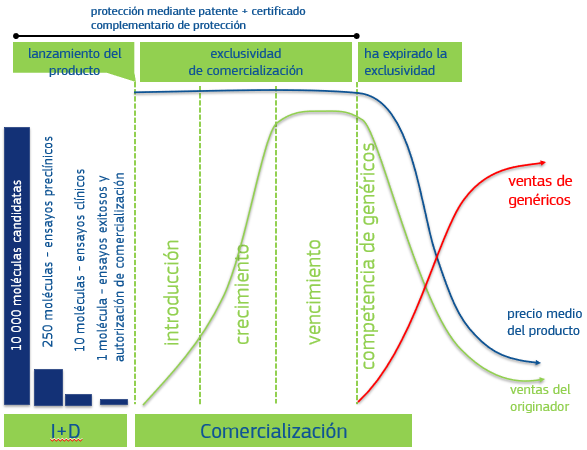 protección mediante patente + certificado
complementario de protección
lanzamiento del
producto
exclusividad
de comercialización
ha expirado la
exclusividad
10 000 moléculas candidatas
250 moléculas - ensayos preclínicos
10 moléculas - ensayos clínicos
1 molécula - ensayos exitosos y
autorización de comercialización
introducción
crecimiento
vencimiento
competencia de genéricos
ventas de
genéricos
precio medio
del producto
ventas del
originador
I+D
Comercialización